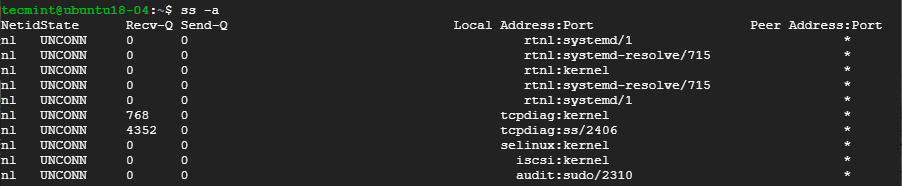 tecmint@ubuntu18-04:~$ ss -a
NetidState Recv-Q Send-Q Local Address:Port Peer Address:Port
nl UNCONN 0 0 rtnl:systemd/1 *
nl UNCONN 0 0 rtnl:systemd-resolve/715 *
nl UNCONN 0 0 rtnl:kernel *
nl UNCONN 0 0 rtnl:systemd-resolve/715 *
nl UNCONN 0 0 rtnl:systemd/1 *
nl UNCONN 768 0 tcpdiag:kernel *
nl UNCONN 4352 0 tcpdiag:ss/2406 *
nl UNCONN 0 0 selinux:kernel *
nl UNCONN 0 0 iscsi:kernel *
nl UNCONN 0 0 audit:sudo/2310 *